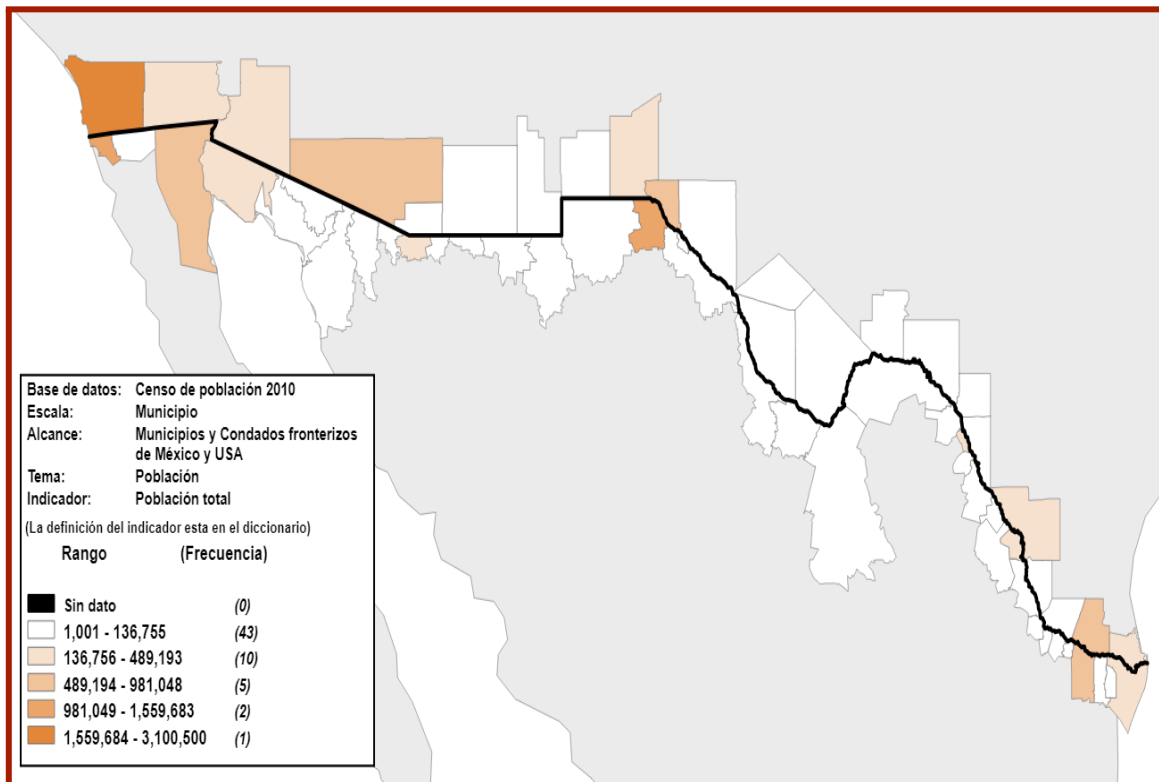 Base de datos: Censo de población 2010
Escala: Municipio
Alcance: Municipios y Condados fronterizos
de México y USA
Tema: Población
Indicador: Población total
(La definición del indicador esta en el diccionario)
Rango (Frecuencia)
Sin dato (0)
1,001 - 136,755 (43)
136,756 - 489,193 (10)
489,194 - 981,048 (5)
981,049 - 1,559,683 (2)
1,559,684 - 3,100,500 (1)